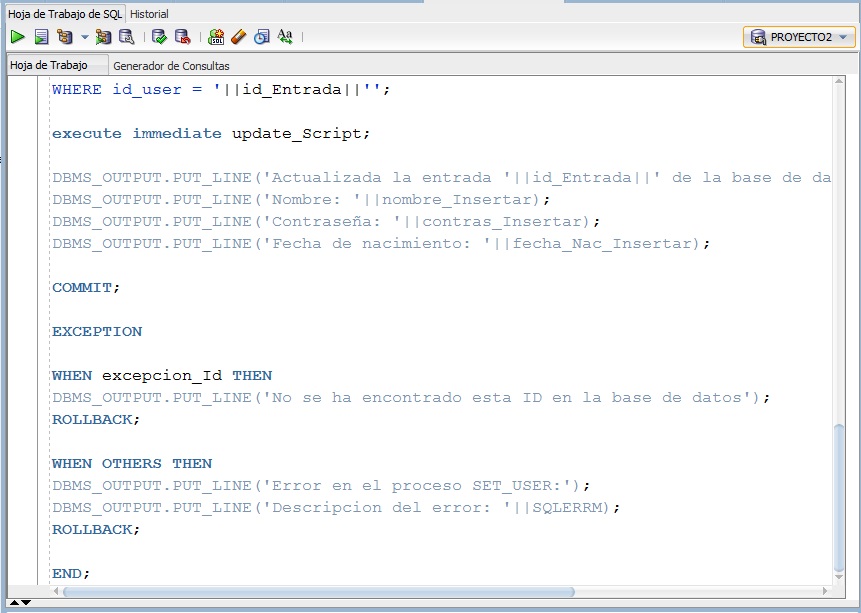 Hoja de Trabajo de SQL Historial
SQL Aa PROYECTO2
Hoja de Trabajo Generador de Consultas
WHERE id_user = '||id_Entrada||'';
execute immediate update_Script;
DBMS_OUTPUT.PUT_LINE('Actualizada la entrada '||id_Entrada||' de la base de da
DBMS_OUTPUT.PUT_LINE('Nombre: '||nombre_Insertar);
DBMS_OUTPUT.PUT_LINE('Contraseña: '||contras_Insertar);
DBMS_OUTPUT.PUT_LINE('Fecha de nacimiento: '||fecha_Nac_Insertar);
COMMIT;
EXCEPTION
WHEN excepcion_Id THEN
DBMS_OUTPUT.PUT_LINE('No se ha encontrado esta ID en la base de datos');
ROLLBACK;
WHEN OTHERS THEN
DBMS_OUTPUT.PUT_LINE('Error en el proceso SET_USER:');
DBMS_OUTPUT.PUT_LINE('Descripcion del error: '||SQLERRM);
ROLLBACK;
END;